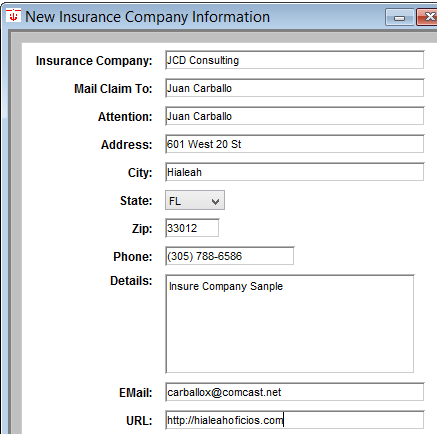 New Insurance Company Information
Insurance Company: JCD Consulting
Mail Claim To: Juan Carballo
Attention: Juan Carballo
Address: 601 West 20 St
City: Hialeah
State: FL
Zip: 33012
Phone: (305) 788-6586
Details: Insure Company Sanple
EMail: carballox@comcast.net
URL: http://hialeahoficios.com